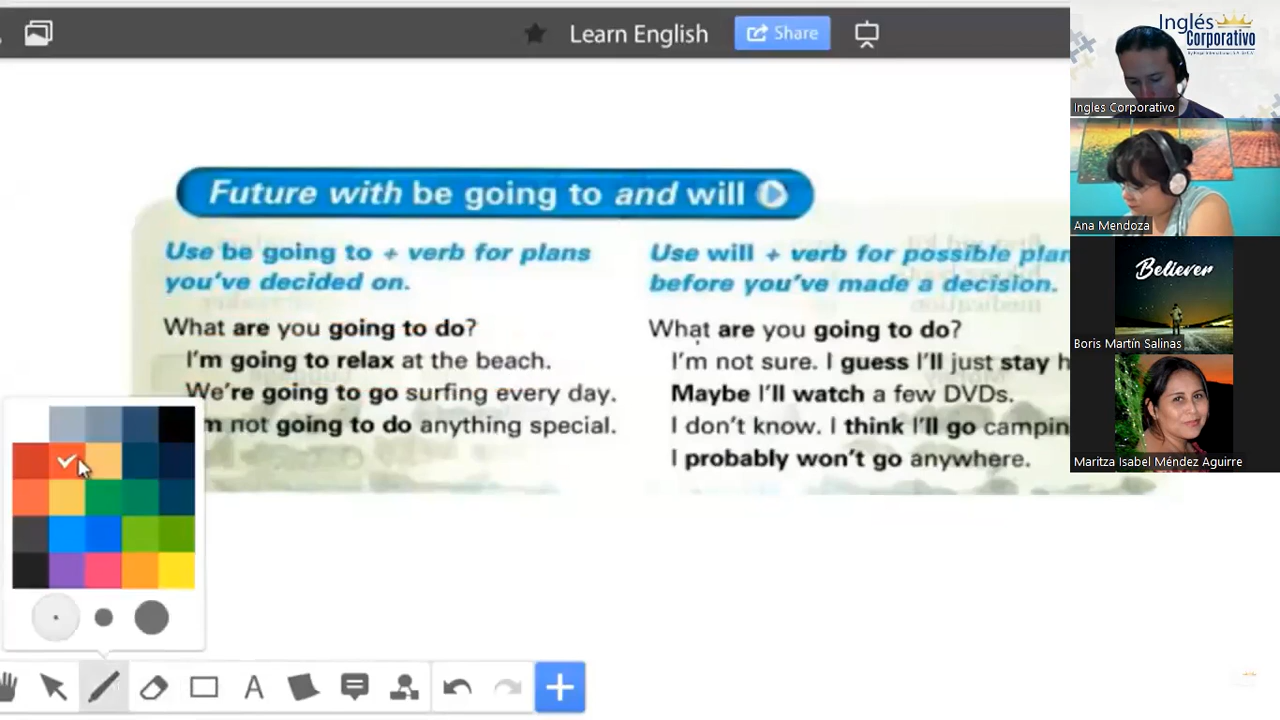 Learn English
Share
Inglés
Corporativo
Ingles Corporativo
Future with be going to and will
Ana Mendoza
Use be going to + verb for plans
you've decided on.
What are you going to do?
I'm going to relax at the beach.
We're going to go surfing every day.
m not going to do anything special.
Use will + verb for possible plan
before you've made a decision.
What are you going to do?
I'm not sure. I guess I'll just stay h
Maybe I'll watch a few DVDs.
I don't know. I think I'll go campin
I probably won't go anywhere.
Believer
Boris Martín Salinas
Maritza Isabel Méndez Aguirre
A